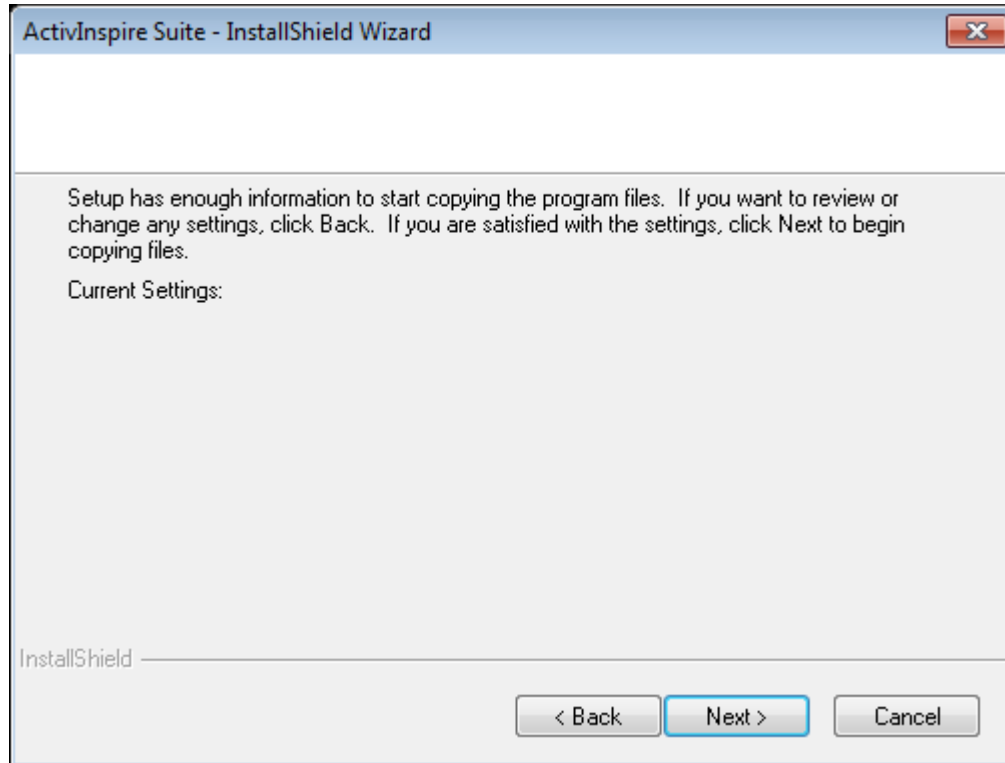 ActivInspire Suite - InstallShield Wizard
Setup has enough information to start copying the program files.  If you want to review or
change any settings, click Back.  If you are satisfied with the settings, click Next to begin
copying files.
Current Settings:
InstallShield
< Back
Next >
Cancel